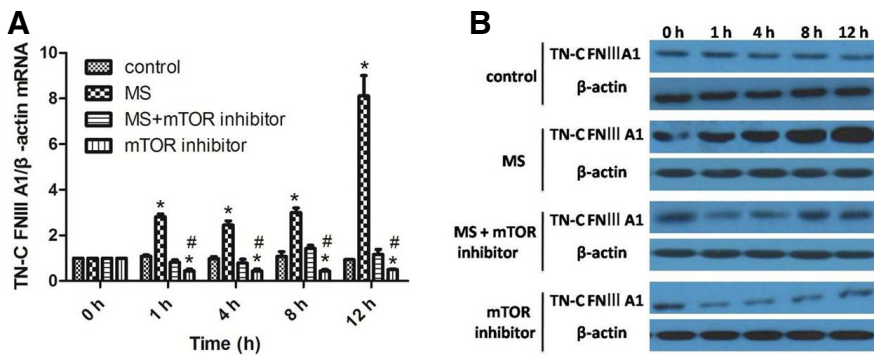 A
TN-C FNIII A1/β -actin mRNA
10
8
6
4
2
0
control
MS
MS+mTOR inhibitor
mTOR inhibitor
*
*
*
*
#
*
#
*
#
*
#
*
0 h
1 h
4 h
8 h
12 h
Time (h)
B
0 h 1 h 4 h 8 h 12 h
control
TN-C FNIII A1
β-actin
MS
TN-C FNIII A1
β-actin
MS + mTOR
inhibitor
TN-C FNIII A1
β-actin
mTOR
inhibitor
TN-C FNIII A1
β-actin